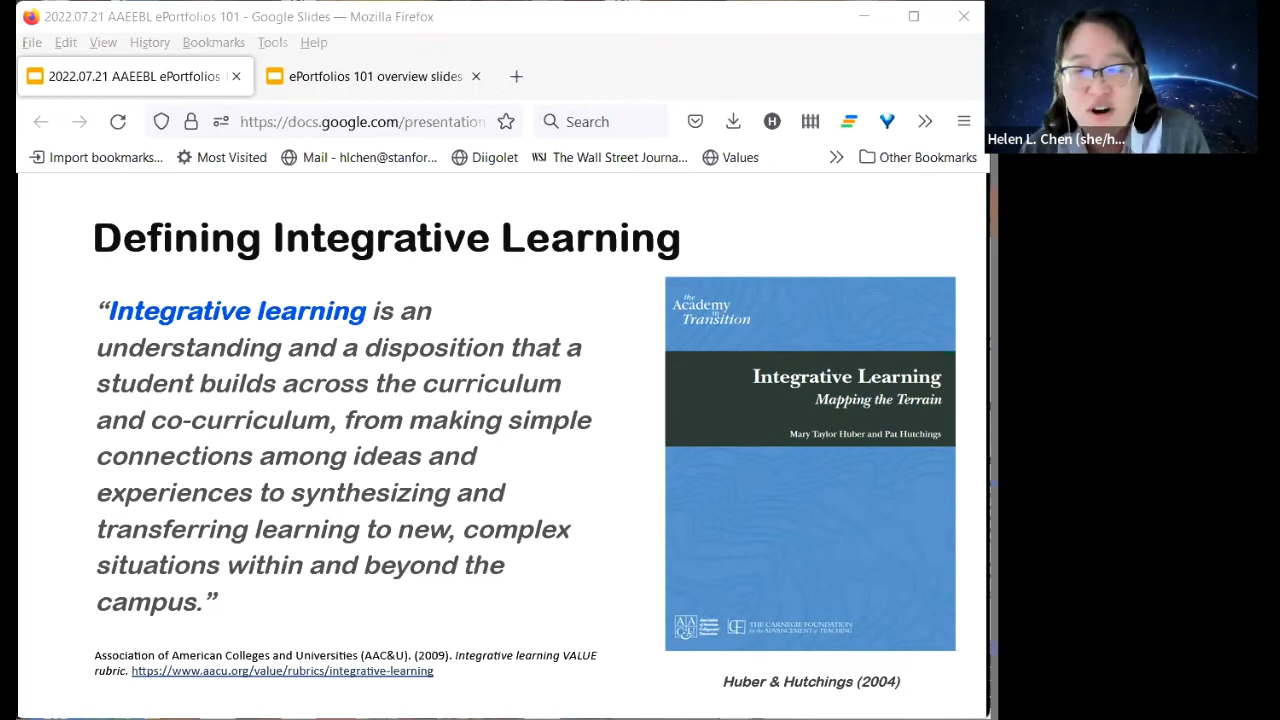 2022.07.21 AAEEBL ePortfolios 101 - Google Slides — Mozilla Firefox
File Edit View History Bookmarks Tools Help
2022.07.21 AAEEBL ePortfolios
ePortfolios 101 overview slides
https://docs.google.com/presentation
Search
Import bookmarks...
Most Visited
Mail - hlchen@stanfor...
Diigolet
WSJ The Wall Street Journa...
Values
Other Bookmarks
Helen L. Chen (she/h...
Defining Integrative Learning
“Integrative learning is an
understanding and a disposition that a
student builds across the curriculum
and co-curriculum, from making simple
connections among ideas and
experiences to synthesizing and
transferring learning to new, complex
situations within and beyond the
campus.”
Association of American Colleges and Universities (AAC&U). (2009). Integrative learning VALUE
rubric. https://www.aacu.org/value/rubrics/integrative-learning
the
Academy
in
Transition
Integrative Learning
Mapping the Terrain
Mary Taylor Huber and Pat Hutchings
THE CARNEGIE FOUNDATION
for the ADVANCEMENT of TEACHING
Huber & Hutchings (2004)